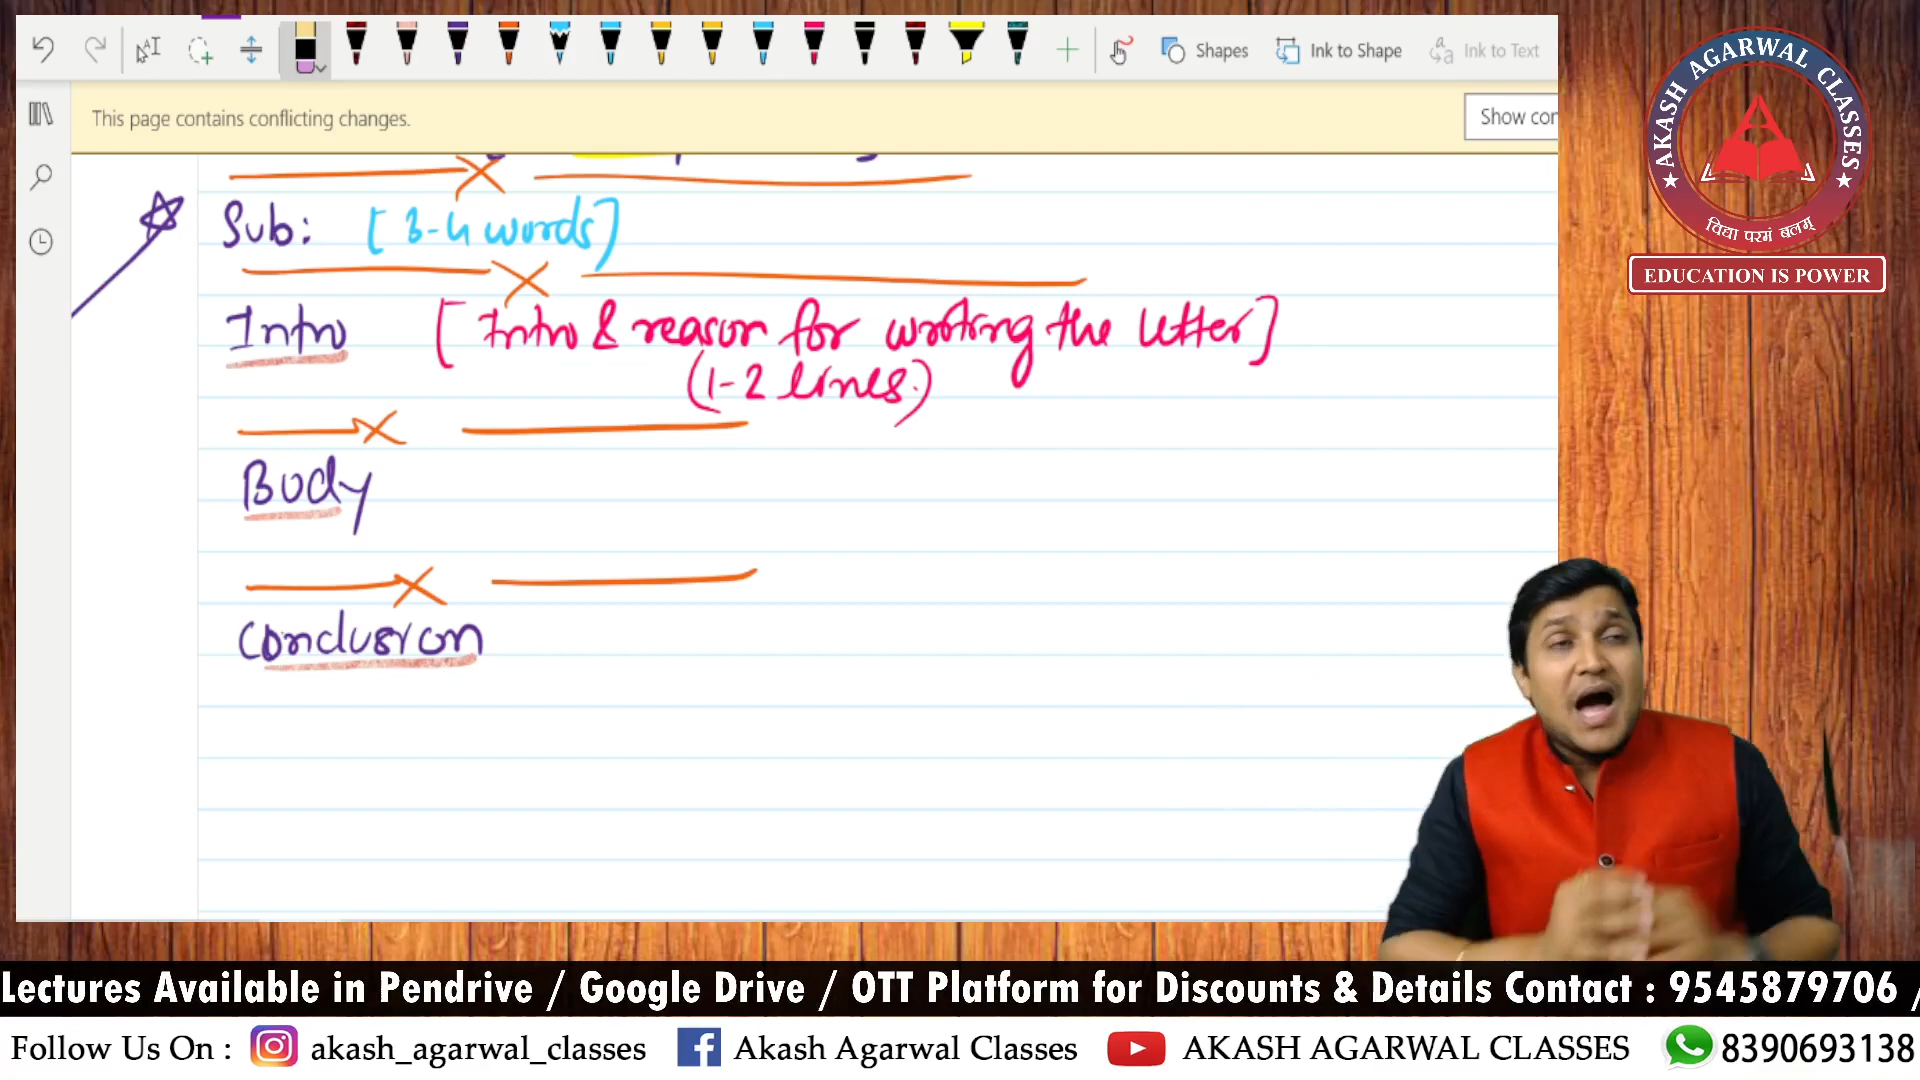 Shapes
Ink to Shape
Ink to Text
This page contains conflicting changes.
Show con
Sub: [3-4 words]
Intro [Intro & reason for writing the letter]
(1-2 lines.)
Body
Conclusion
AKASH AGARWAL CLASSES
विद्या परमं बलम्
EDUCATION IS POWER
Lectures Available in Pendrive / Google Drive / OTT Platform for Discounts & Details Contact : 9545879706 /
Follow Us On : akash_agarwal_classes Akash Agarwal Classes AKASH AGARWAL CLASSES 8390693138